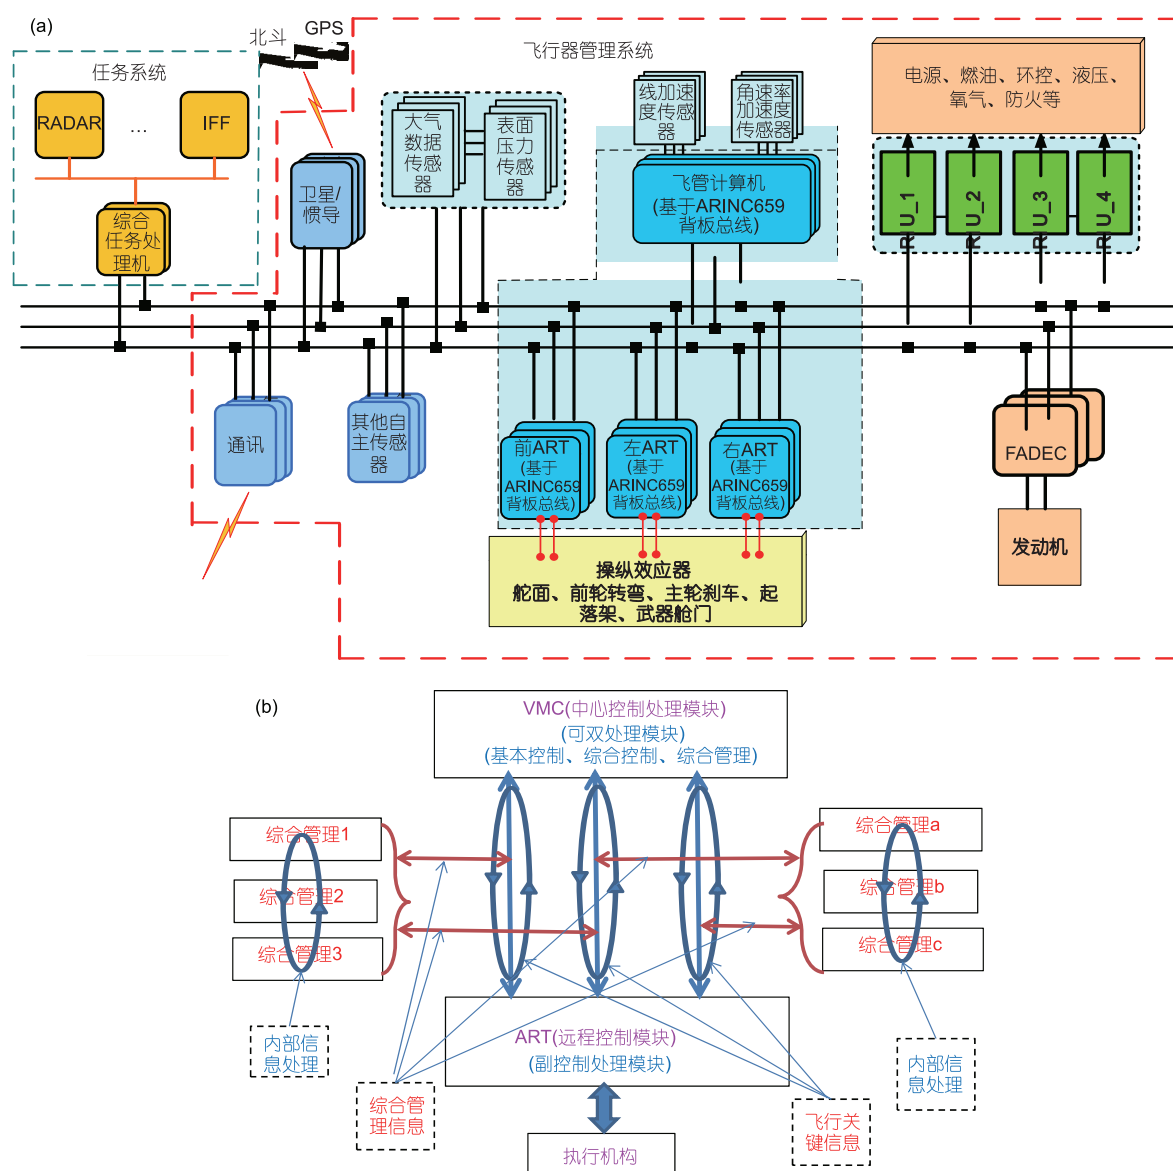 (a)
北斗
GPS
任务系统
RADAR
...
IFF
综合
任务处
理机
飞行器管理系统
卫星/
惯导
大气
数据
传感
器
表面
压力
传感
器
线加速
度传感
器
角速率
加速度
传感器
飞管计算机
(基于ARINC659
背板总线)
电源、燃油、环控、液压、
氧气、防火等
RIU_1
RIU_2
RIU_3
RIU_4
通讯
其他自
主传感
器
前ART
(基于
ARINC659
背板总线)
左ART
(基于
ARINC659
背板总线)
右ART
(基于
ARINC659
背板总线)
FADEC
发动机
操纵效应器
舵面、前轮转弯、主轮刹车、起
落架、武器舱门
(b)
VMC(中心控制处理模块)
(可双处理模块)
(基本控制、综合控制、综合管理)
综合管理1
综合管理2
综合管理3
综合管理a
综合管理b
综合管理c
ART(远程控制模块)
(副控制处理模块)
内部信
息处理
综合管
理信息
飞行关
键信息
内部信
息处理
执行机构